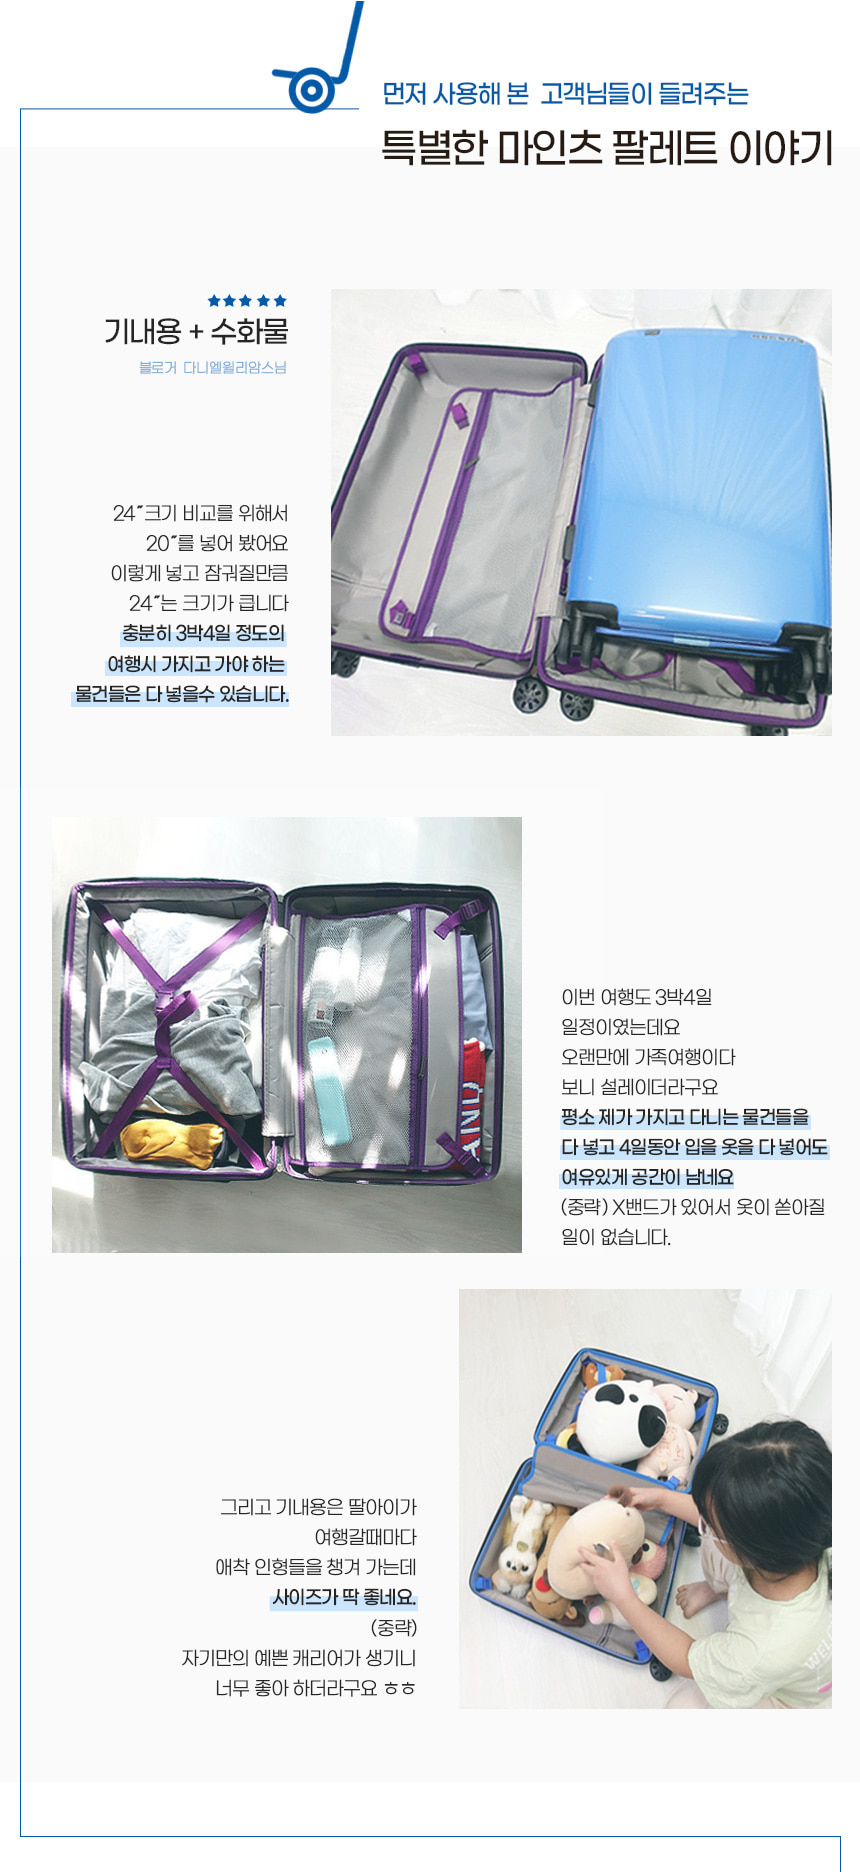 먼저 사용해 본 고객님들이 들려주는
특별한 마인츠 팔레트 이야기
★★★★★
기내용 + 수화물
블로거 다니엘윌리암스님
24˝크기 비교를 위해서
20˝를 넣어 봤어요
이렇게 넣고 잠궈질만큼
24˝는 크기가 큽니다
충분히 3박4일 정도의
여행시 가지고 가야 하는
물건들은 다 넣을수 있습니다.
이번 여행도 3박4일
일정이였는데요
오랜만에 가족여행이다
보니 설레이더라구요
평소 제가 가지고 다니는 물건들을
다 넣고 4일동안 입을 옷을 다 넣어도
여유있게 공간이 남네요
(중략) X밴드가 있어서 옷이 쏟아질
일이 없습니다.
그리고 기내용은 딸아이가
여행갈때마다
애착 인형들을 챙겨 가는데
사이즈가 딱 좋네요.
(중략)
자기만의 예쁜 캐리어가 생기니
너무 좋아 하더라구요 ㅎㅎ